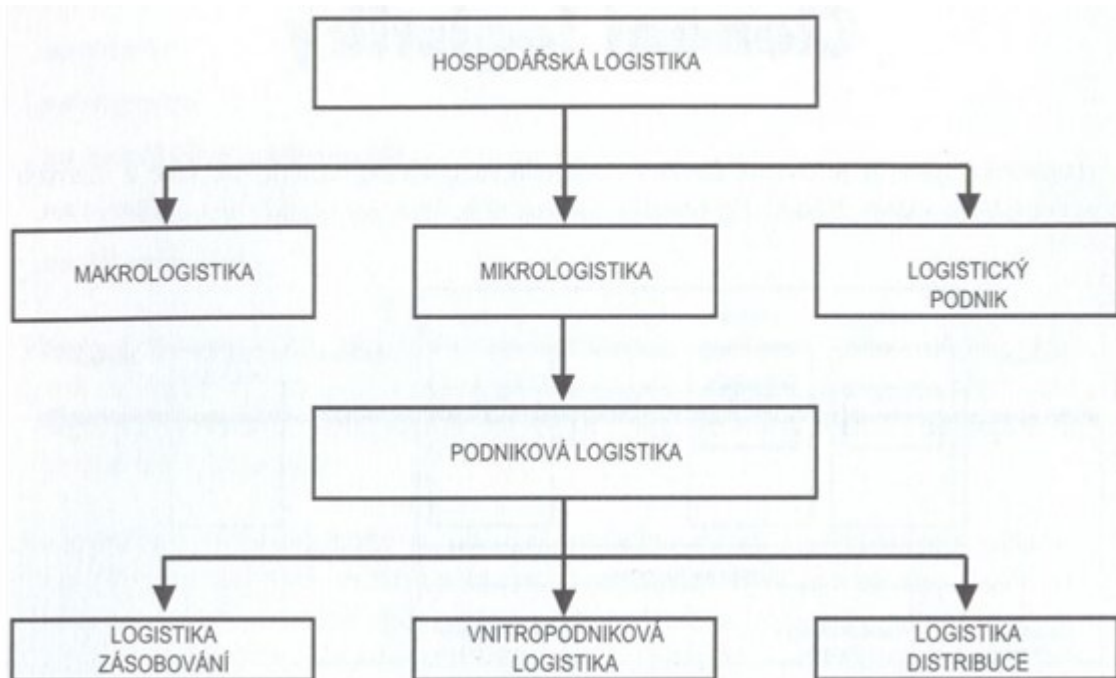 HOSPODÁŘSKÁ LOGISTIKA
MAKROLOGISTIKA
MIKROLOGISTIKA
LOGISTICKÝ
PODNIK
PODNIKOVÁ LOGISTIKA
LOGISTIKA
ZÁSOBOVÁNÍ
VNITROPODNIKOVÁ
LOGISTIKA
LOGISTIKA
DISTRIBUCE